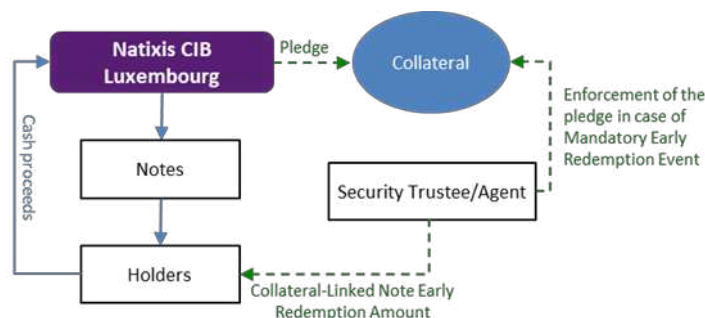 Natixis CIB
Luxembourg
Pledge
Collateral
Enforcement of the
pledge in case of
Mandatory Early
Redemption Event
Cash proceeds
Notes
Security Trustee/Agent
Holders
Collateral-Linked Note Early
Redemption Amount